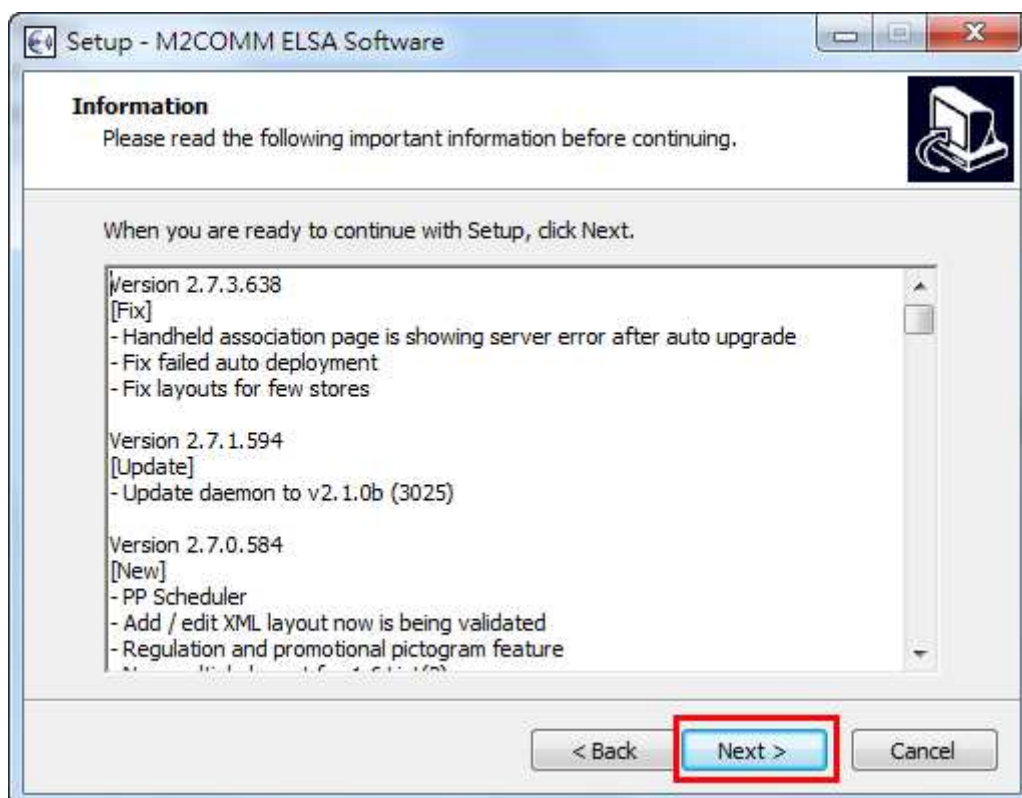 Setup - M2COMM ELSA Software
Information
Please read the following important information before continuing.
When you are ready to continue with Setup, click Next.
Version 2.7.3.638
[Fix]
- Handheld association page is showing server error after auto upgrade
- Fix failed auto deployment
- Fix layouts for few stores
Version 2.7.1.594
[Update]
- Update daemon to v2.1.0b (3025)
Version 2.7.0.584
[New]
- PP Scheduler
- Add / edit XML layout now is being validated
- Regulation and promotional pictogram feature
< Back
Next >
Cancel